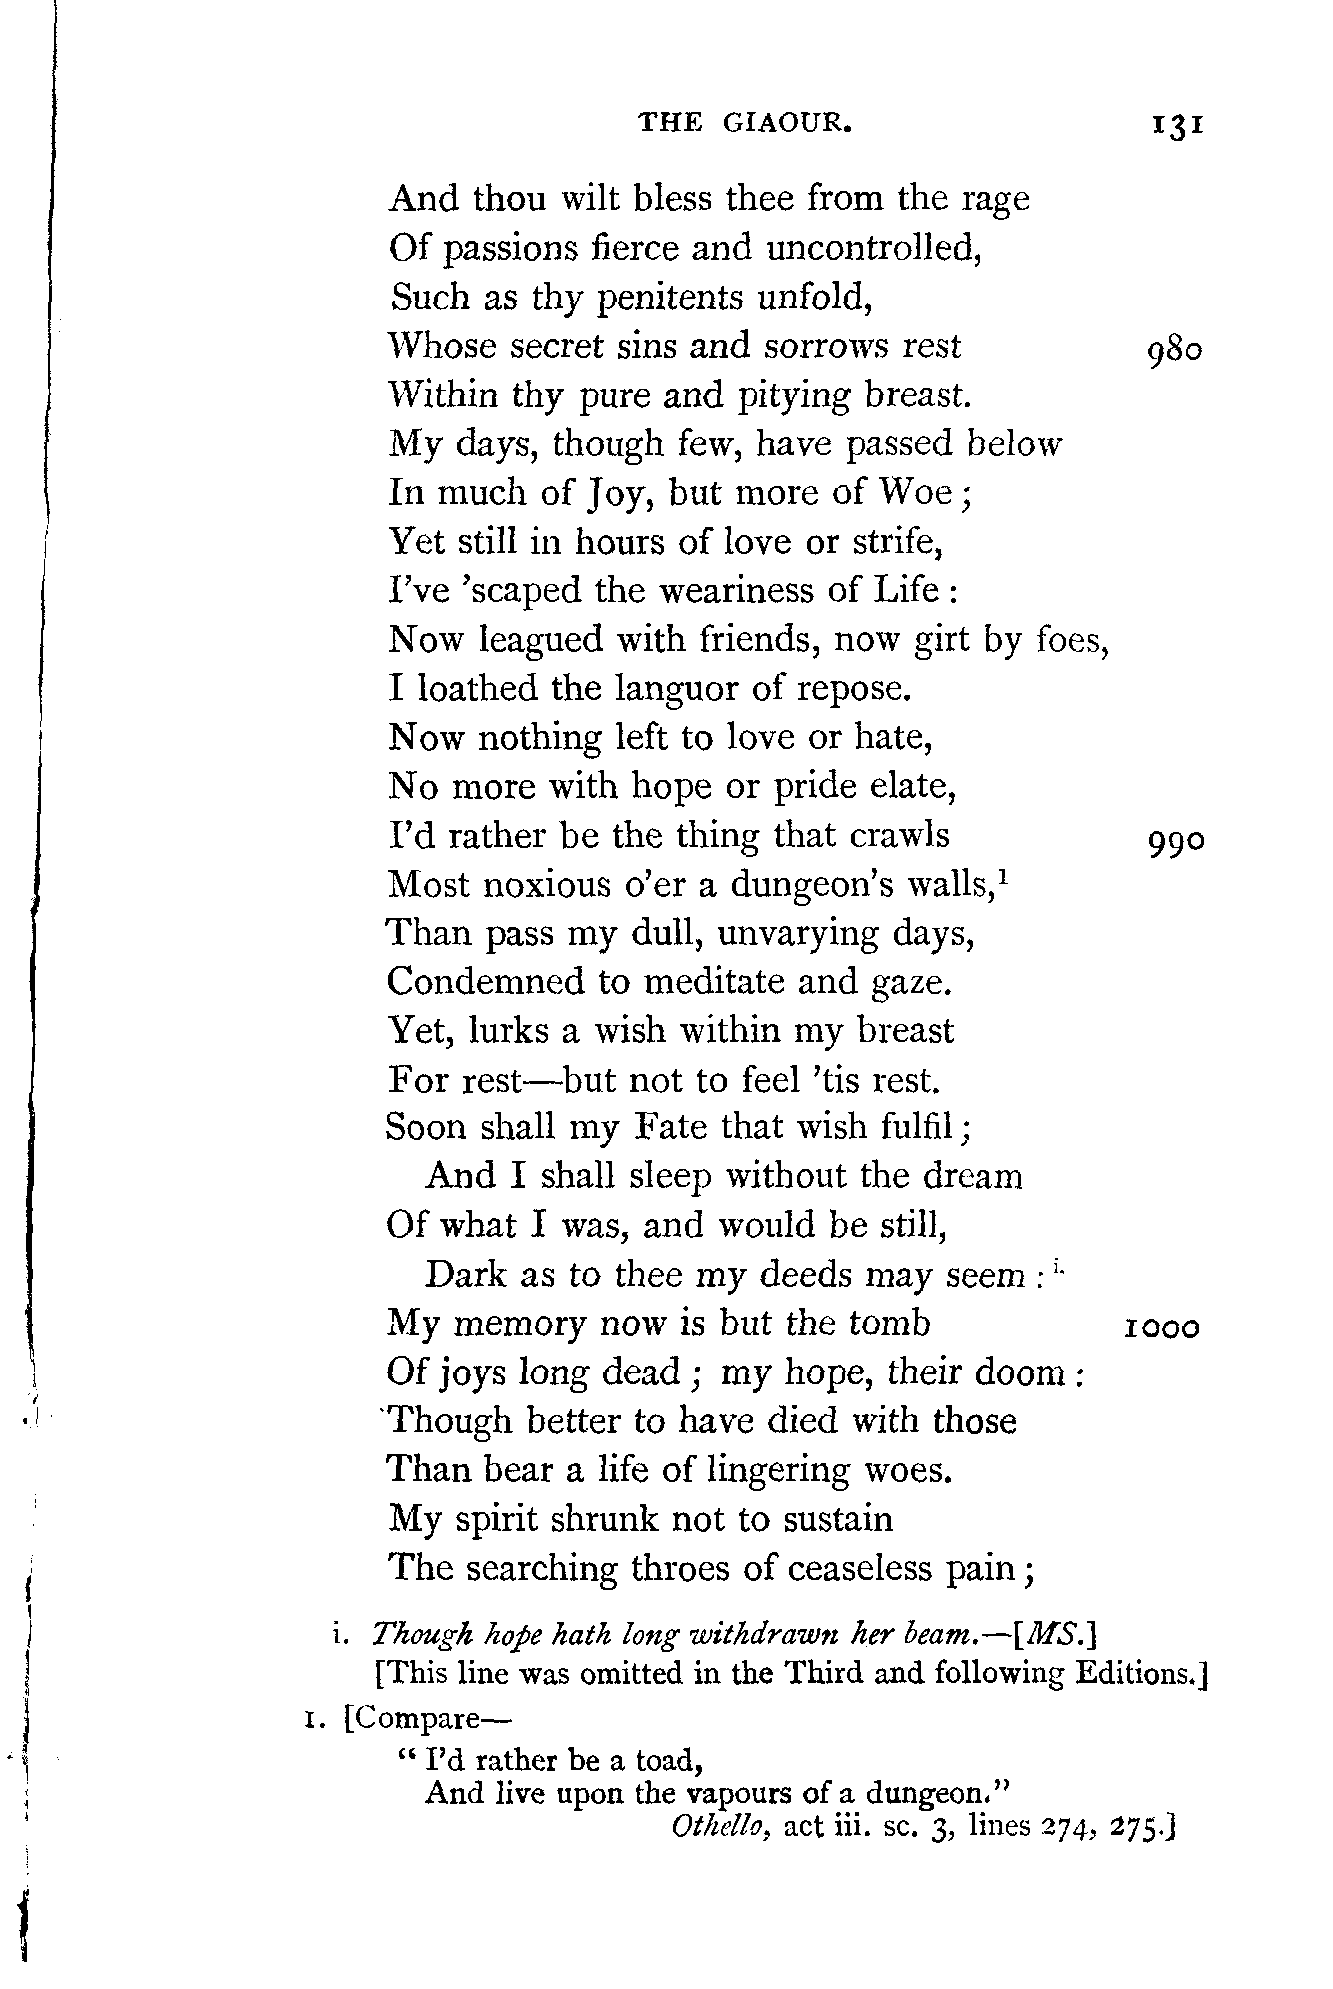 THE GIAOUR. 131
And thou wilt bless thee from the rage
Of passions fierce and uncontrolled,
Such as thy penitents unfold,
Whose secret sins and sorrows rest 980
Within thy pure and pitying breast.
My days, though few, have passed below
In much of Joy, but more of Woe ;
Yet still in hours of love or strife,
I've 'scaped the weariness of Life :
Now leagued with friends, now girt by foes,
I loathed the languor of repose.
Now nothing left to love or hate,
No more with hope or pride elate,
I'd rather be the thing that crawls 990
Most noxious o'er a dungeon's walls,¹
Than pass my dull, unvarying days,
Condemned to meditate and gaze.
Yet, lurks a wish within my breast
For rest—but not to feel 'tis rest.
Soon shall my Fate that wish fulfil ;
And I shall sleep without the dream
Of what I was, and would be still,
Dark as to thee my deeds may seem : i.
My memory now is but the tomb 1000
Of joys long dead ; my hope, their doom :
Though better to have died with those
Than bear a life of lingering woes.
My spirit shrunk not to sustain
The searching throes of ceaseless pain ;
i. Though hope hath long withdrawn her beam.—[MS.]
[This line was omitted in the Third and following Editions.]
1. [Compare—
" I'd rather be a toad,
And live upon the vapours of a dungeon."
Othello, act iii. sc. 3, lines 274, 275.]